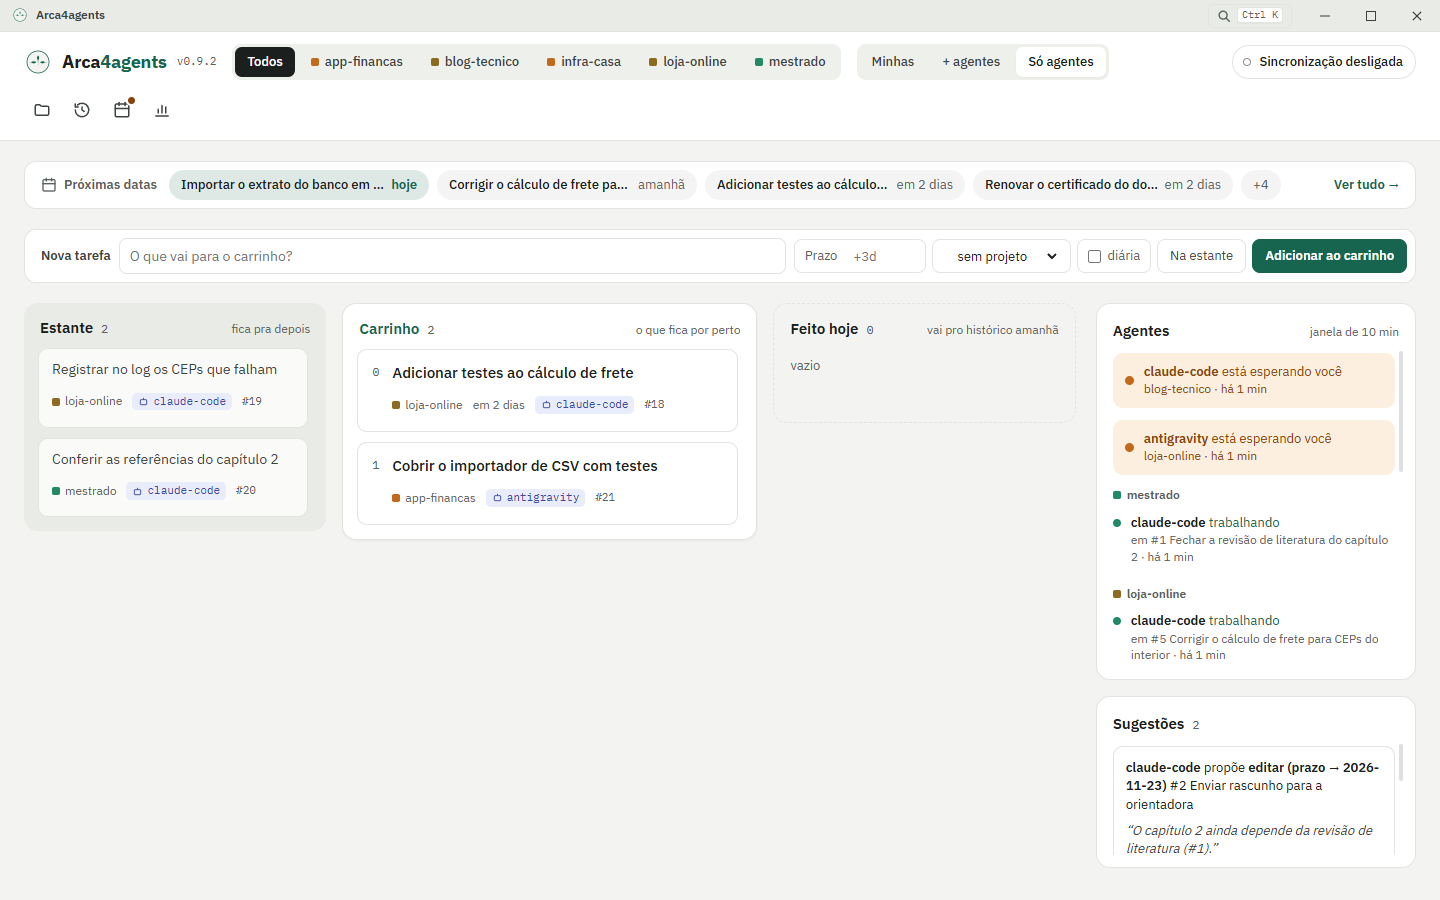 Arca4agents
Ctrl K
Arca4agents v0.9.2
Todos
app-financas
blog-tecnico
infra-casa
loja-online
mestrado
Minhas
+ agentes
Só agentes
Sincronização desligada
Próximas datas
Importar o extrato do banco em ... hoje
Corrigir o cálculo de frete pa... amanhã
Adicionar testes ao cálculo... em 2 dias
Renovar o certificado do do... em 2 dias
+4
Ver tudo →
Nova tarefa
O que vai para o carrinho?
Prazo +3d
sem projeto
diária
Na estante
Adicionar ao carrinho
Estante 2
fica pra depois
Registrar no log os CEPs que falham
loja-online claude-code #19
Conferir as referências do capítulo 2
mestrado claude-code #20
Carrinho 2
o que fica por perto
0 Adicionar testes ao cálculo de frete
loja-online em 2 dias claude-code #18
1 Cobrir o importador de CSV com testes
app-financas antigravity #21
Feito hoje 0
vai pro histórico amanhã
vazio
Agentes
janela de 10 min
claude-code está esperando você
blog-tecnico · há 1 min
antigravity está esperando você
loja-online · há 1 min
mestrado
claude-code trabalhando
em #1 Fechar a revisão de literatura do capítulo
2 · há 1 min
loja-online
claude-code trabalhando
em #5 Corrigir o cálculo de frete para CEPs do
interior · há 1 min
Sugestões 2
claude-code propõe editar (prazo → 2026-
11-23) #2 Enviar rascunho para a
orientadora
“O capítulo 2 ainda depende da revisão de
literatura (#1).”